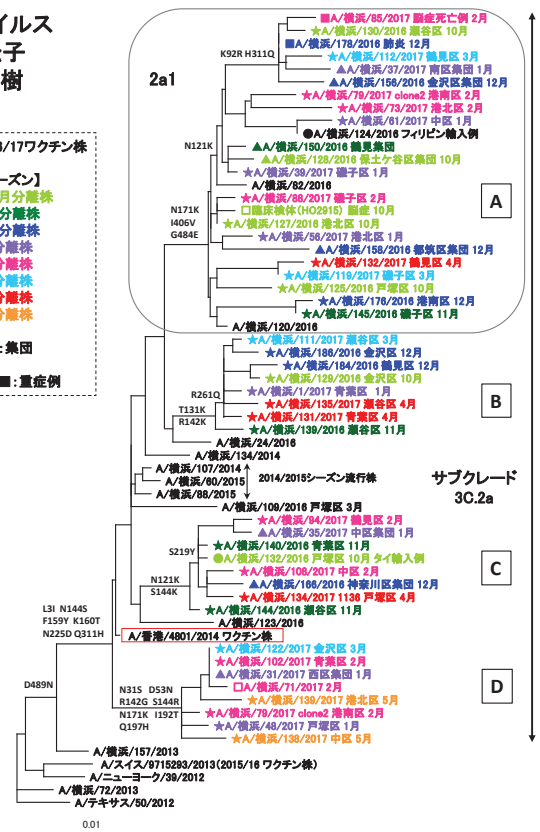 イルス
子
樹
/17ワクチン株
ーズン】
月分離株
分離株
分離株
分離株
分離株
分離株
分離株
分離株
:集団
■:重症例
2a1
K92R H311Q
■A/横浜/85/2017 脳症死亡例 2月
★A/横浜/130/2016 瀬谷区 10月
■A/横浜/178/2016 肺炎 12月
★A/横浜/112/2017 鶴見区 3月
▲A/横浜/37/2017 南区集団 1月
▲A/横浜/156/2016 金沢区集団 12月
★A/横浜/79/2017 clone2 港南区 2月
★A/横浜/73/2017 港北区 2月
★A/横浜/61/2017 中区 1月
●A/横浜/124/2016 フィリピン輸入例
N121K
▲A/横浜/150/2016 鶴見集団
▲A/横浜/128/2016 保土ケ谷区集団 10月
★A/横浜/39/2017 磯子区 1月
A/横浜/82/2016
N171K
I406V
G484E
★A/横浜/88/2017 磯子区 2月
□臨床検体(HO2915) 脳症 10月
★A/横浜/127/2016 港北区 10月
★A/横浜/56/2017 港北区 1月
▲A/横浜/158/2016 都筑区集団 12月
★A/横浜/132/2017 鶴見区 4月
★A/横浜/119/2017 磯子区 3月
★A/横浜/125/2016 戸塚区 10月
★A/横浜/176/2016 港南区 12月
★A/横浜/145/2016 磯子区 11月
A/横浜/120/2016
A
★A/横浜/111/2017 瀬谷区 3月
★A/横浜/186/2016 金沢区 12月
★A/横浜/184/2016 鶴見区 12月
★A/横浜/129/2016 金沢区 10月
R261Q
★A/横浜/1/2017 青葉区 1月
T131K
R142K
★A/横浜/135/2017 瀬谷区 4月
★A/横浜/131/2017 青葉区 4月
★A/横浜/139/2016 瀬谷区 11月
B
A/横浜/24/2016
A/横浜/134/2014
A/横浜/107/2014
A/横浜/60/2015
A/横浜/88/2015
2014/2015シーズン流行株
A/横浜/109/2016 戸塚区 3月
サブクレード
3C.2a
★A/横浜/94/2017 鶴見区 2月
▲A/横浜/35/2017 中区集団 1月
S219Y
★A/横浜/140/2016 青葉区 11月
●A/横浜/132/2016 戸塚区 10月 タイ輸入例
N121K
S144K
★A/横浜/108/2017 中区 2月
▲A/横浜/166/2016 神奈川区集団 12月
★A/横浜/134/2017 1136 戸塚区 4月
★A/横浜/144/2016 瀬谷区 11月
A/横浜/123/2016
C
L3I N144S
F159Y K160T
N225D Q311H
A/香港/4801/2014 ワクチン株
★A/横浜/122/2017 金沢区 3月
★A/横浜/102/2017 青葉区 2月
▲A/横浜/31/2017 西区集団 1月
□A/横浜/71/2017 2月
★A/横浜/139/2017 港北区 5月
★A/横浜/79/2017 clone2 港南区 2月
★A/横浜/48/2017 戸塚区 1月
★A/横浜/138/2017 中区 5月
D
D489N
N31S D53N
R142G S144R
N171K I192T
Q197H
A/横浜/157/2013
A/スイス/9715293/2013(2015/16 ワクチン株)
A/ニューヨーク/39/2012
A/横浜/72/2013
A/テキサス/50/2012
0.01